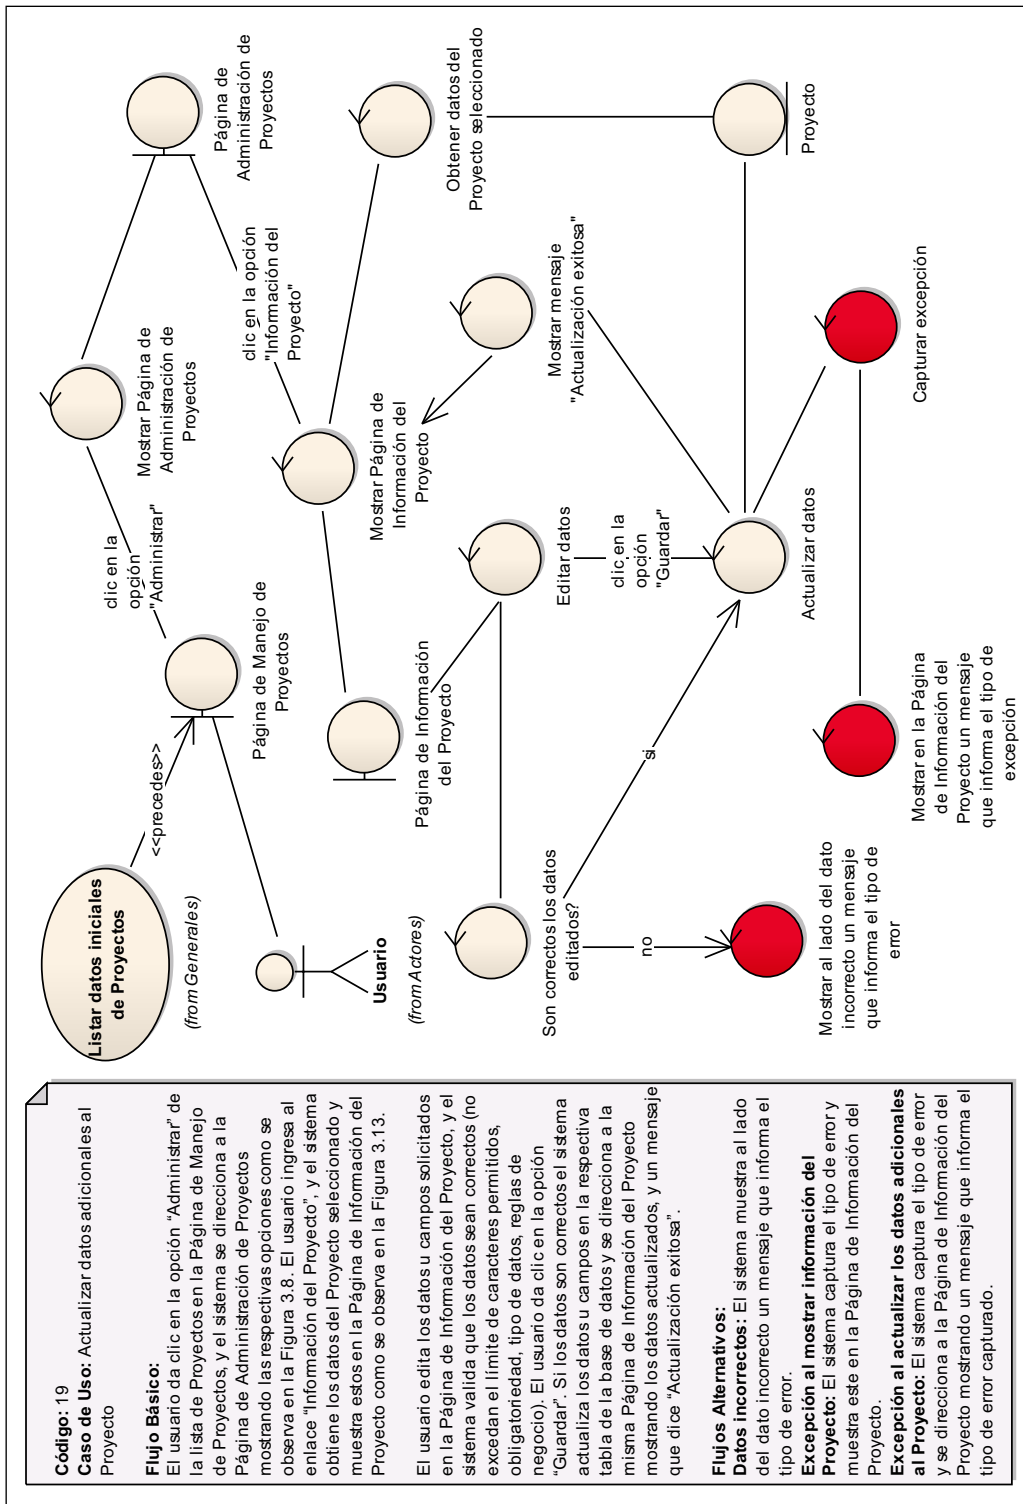 Código: 19
Caso de Uso: Actualizar datos adicionales al
Proyecto
Flujo Básico:
El usuario da clic en la opción “Administrar” de
la lista de Proyectos en la Página de Manejo
de Proyectos, y el sistema se direcciona a la
Página de Administración de Proyectos
mostrando las respectivas opciones como se
observa en la Figura 3.8. El usuario ingresa al
enlace “Información del Proyecto”, y el sistema
obtiene los datos del Proyecto seleccionado y
muestra estos en la Página de Información del
Proyecto como se observa en la Figura 3.13.
El usuario edita los datos u campos solicitados
en la Página de Información del Proyecto, y el
sistema valida que los datos sean correctos (no
excedan el límite de caracteres permitidos,
obligatoriedad, tipo de datos, reglas de
negocio). El usuario da clic en la opción
“Guardar”. Si los datos son correctos el sistema
actualiza los datos u campos en la respectiva
tabla de la base de datos y se direcciona a la
misma Página de Información del Proyecto
mostrando los datos actualizados, y un mensaje
que dice “Actualización exitosa”.
Flujos Alternativos:
Datos incorrectos: El sistema muestra al lado
del dato incorrecto un mensaje que informa el
tipo de error.
Excepción al mostrar información del
Proyecto: El sistema captura el tipo de error y
muestra este en la Página de Información del
Proyecto.
Excepción al actualizar los datos adicionales
al Proyecto: El sistema captura el tipo de error
y se direcciona a la Página de Información del
Proyecto mostrando un mensaje que informa el
tipo de error capturado.
Listar datos iniciales
de Proyectos
(from Generales)
<<precedes>>
Usuario
(from Actores)
Página de Manejo de
Proyectos
clic en la
opción
"Administrar"
Mostrar Página de
Administración de
Proyectos
Página de
Administración de
Proyectos
clic en la opción
"Información del
Proyecto"
Mostrar Página de
Información del
Proyecto
Obtener datos del
Proyecto seleccionado
Página de Información
del Proyecto
Mostrar mensaje
"Actualización exitosa"
Editar datos
clic en la
opción
"Guardar"
Son correctos los datos
editados?
si
no
Actualizar datos
Proyecto
Mostrar al lado del dato
incorrecto un mensaje
que informa el tipo de
error
Mostrar en la Página
de Información del
Proyecto un mensaje
que informa el tipo de
excepción
Capturar excepción